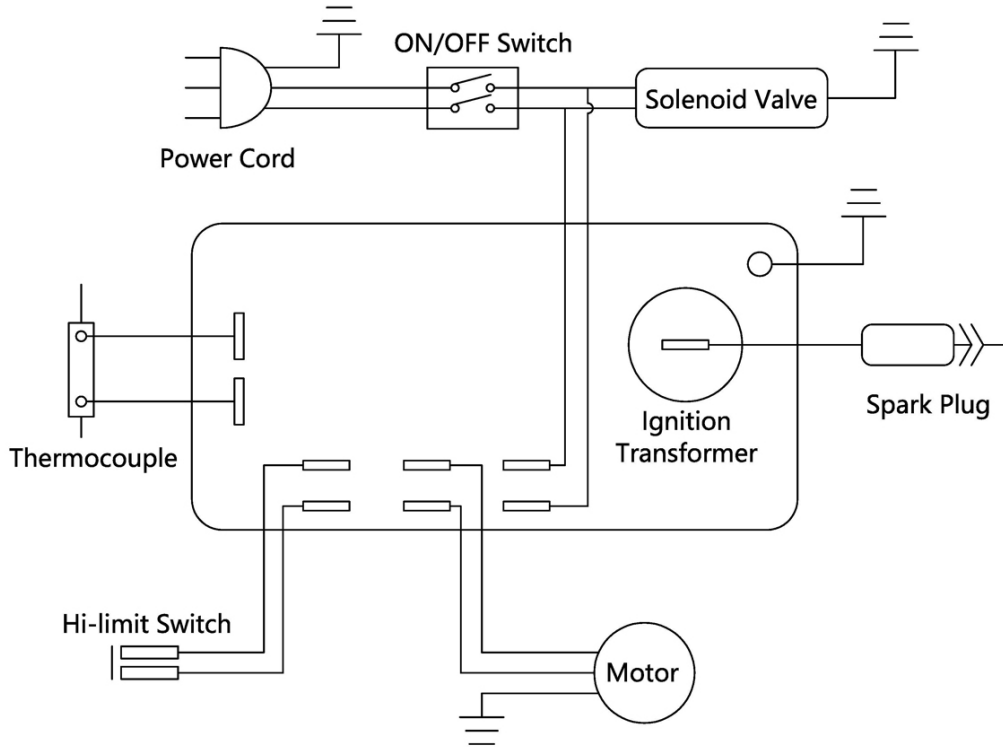 ON/OFF Switch
Solenoid Valve
Power Cord
Thermocouple
Ignition
Transformer
Spark Plug
Hi-limit Switch
Motor